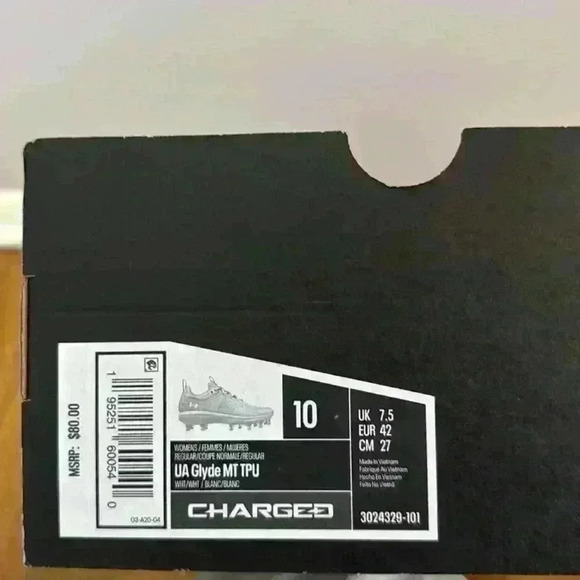 MSRP: $80.00
1 95251 60054 0
03-A20-G4
WOMENS / FEMMES / MUJERES
REGULAR/COUPE NORMALE/REGULAR
UA Glyde MT TPU
WHT/WHT / BLANC/BLANC
CHARGED
10
UK 7.5
EUR 42
CM 27
Made In Vietnam
Fabriqué Au Vietnam
Hecho En Vietnam
Feito No Vietnã
3024329-101